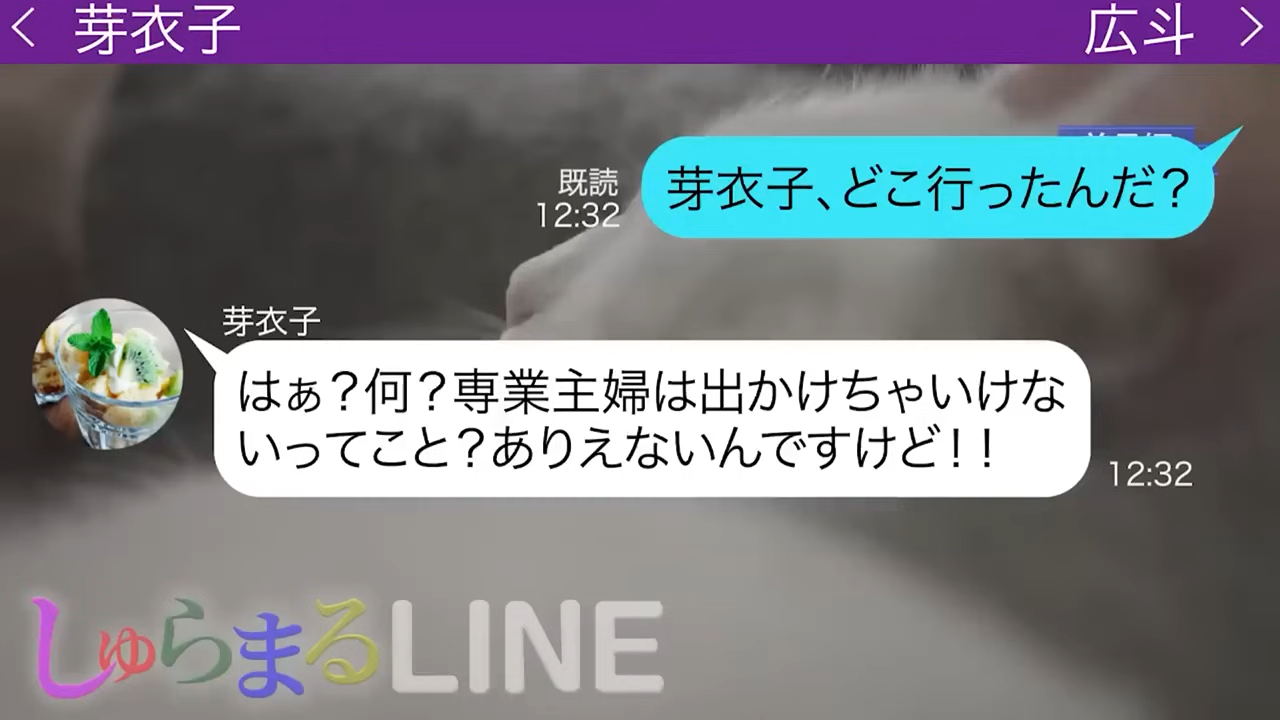 芽衣子
広斗
芽衣子、どこ行ったんだ？
既読
12:32
芽衣子
はぁ？何？専業主婦は出かけちゃいけな
いってこと？ありえないんですけど！！
12:32
しゅらまるLINE